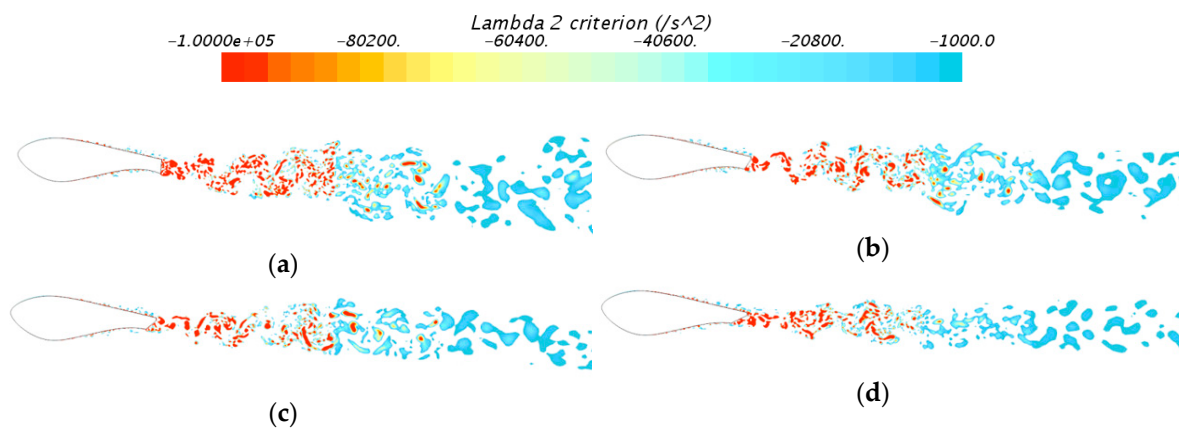 Lambda 2 criterion (/s^2)
-1.0000e+05 -80200. -60400. -40600. -20800. -1000.0
(a)
(b)
(c)
(d)